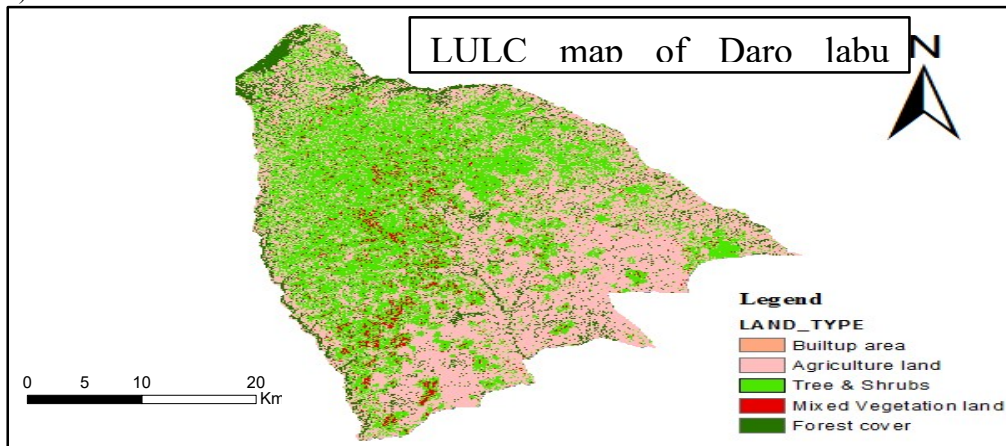 LULC map of Daro labu
N
Legend
LAND_TYPE
Builtup area
Agriculture land
Tree & Shrubs
Mixed Vegetation land
Forest cover
0 5 10 20 Km